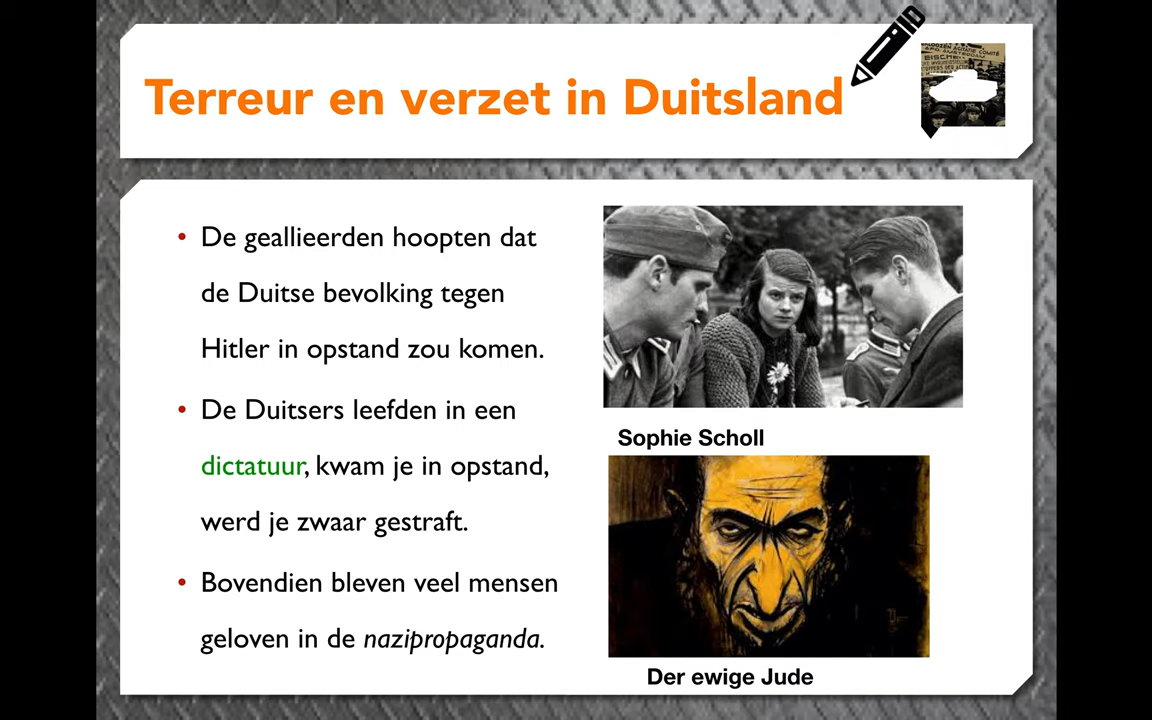 Terreur en verzet in Duitsland
• De geallieerden hoopten dat
de Duitse bevolking tegen
Hitler in opstand zou komen.
• De Duitsers leefden in een
dictatuur, kwam je in opstand,
werd je zwaar gestraft.
• Bovendien bleven veel mensen
geloven in de nazipropaganda.
Sophie Scholl
Der ewige Jude